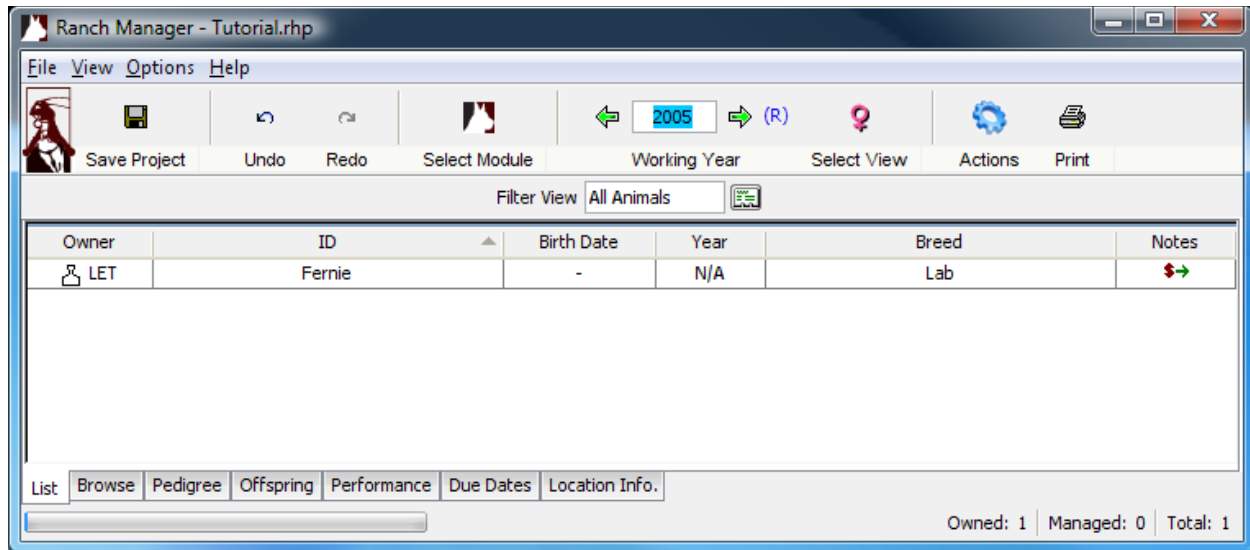 Ranch Manager - Tutorial.rhp
File View Options Help
2005 (R)
Save Project Undo Redo Select Module Working Year Select View Actions Print
Filter View All Animals
Owner ID Birth Date Year Breed Notes
LET Fernie - N/A Lab $
List Browse Pedigree Offspring Performance Due Dates Location Info.
Owned: 1 Managed: 0 Total: 1